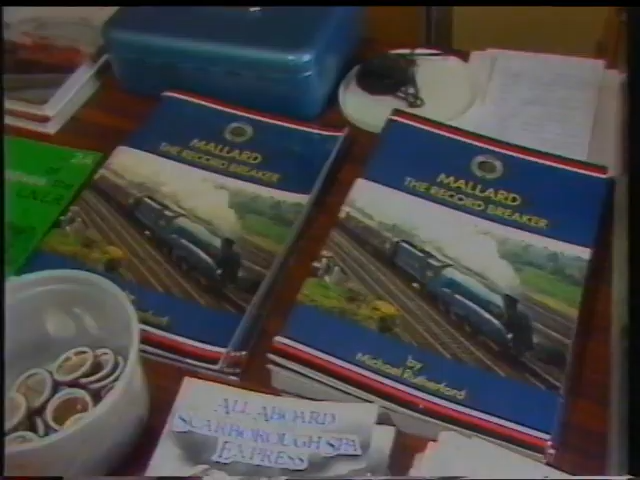 MALLARD
THE RECORD BREAKER
MALLARD
THE RECORD BREAKER
by
Michael Rutherford
ALL ABOARD
SCARBOROUGH SPA
EXPRESS